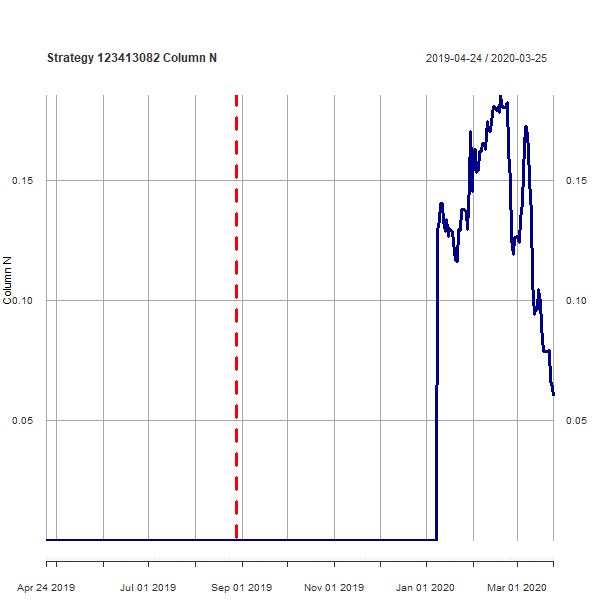 Strategy 123413082 Column N
2019-04-24 / 2020-03-25
0.15
0.15
Column N
0.10
0.10
0.05
0.05
Apr 24 2019
Jul 01 2019
Sep 01 2019
Nov 01 2019
Jan 01 2020
Mar 01 2020